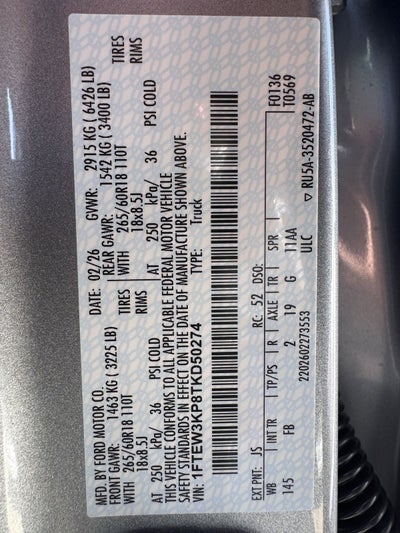 MFD. BY FORD MOTOR CO.
DATE: 02/26 GVWR: 2915 KG ( 6426 LB)
FRONT GAWR: 1463 KG ( 3225 LB) REAR GAWR: 1542 KG ( 3400 LB)
265/60R18 110T TIRES WITH 265/60R18 110T TIRES
18x8.5J RIMS 18x8.5J RIMS
AT 250 kPa/ 36 PSI COLD AT 250 kPa/ 36 PSI COLD
THIS VEHICLE CONFORMS TO ALL APPLICABLE FEDERAL MOTOR VEHICLE
SAFETY STANDARDS IN EFFECT ON THE DATE OF MANUFACTURE SHOWN ABOVE.
VIN: 1FTEW3KP8TKD50274 TYPE: Truck
F0136
T0569
EXT PNT: JS RC: 52 DSO:
WB INT TR TP/PS R AXLE TR SPR
145 FB 2 19 G 11AA
ULC
2202602273553
▽ RU5A-3520472-AB